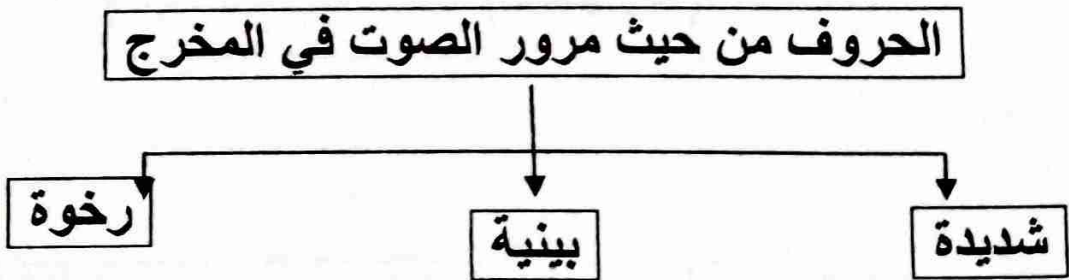 الحروف من حيث مرور الصوت في المخرج
شديدة
بينية
رخوة